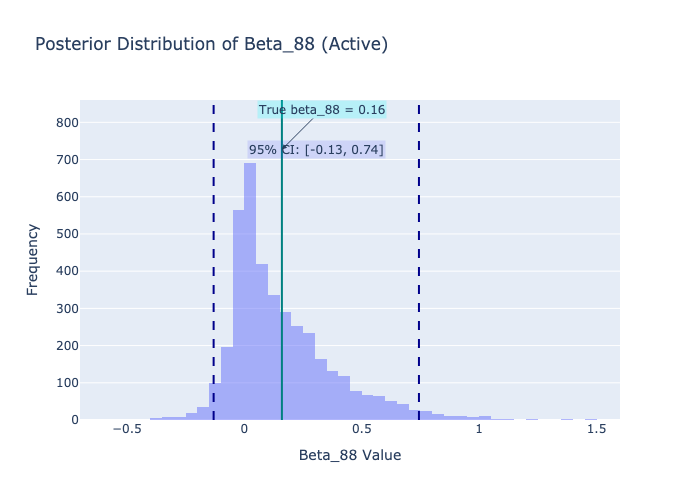 Posterior Distribution of Beta_88 (Active)
True beta_88 = 0.16
95% CI: [-0.13, 0.74]
800
700
600
500
400
300
200
100
0
Frequency
−0.5 0 0.5 1 1.5
Beta_88 Value